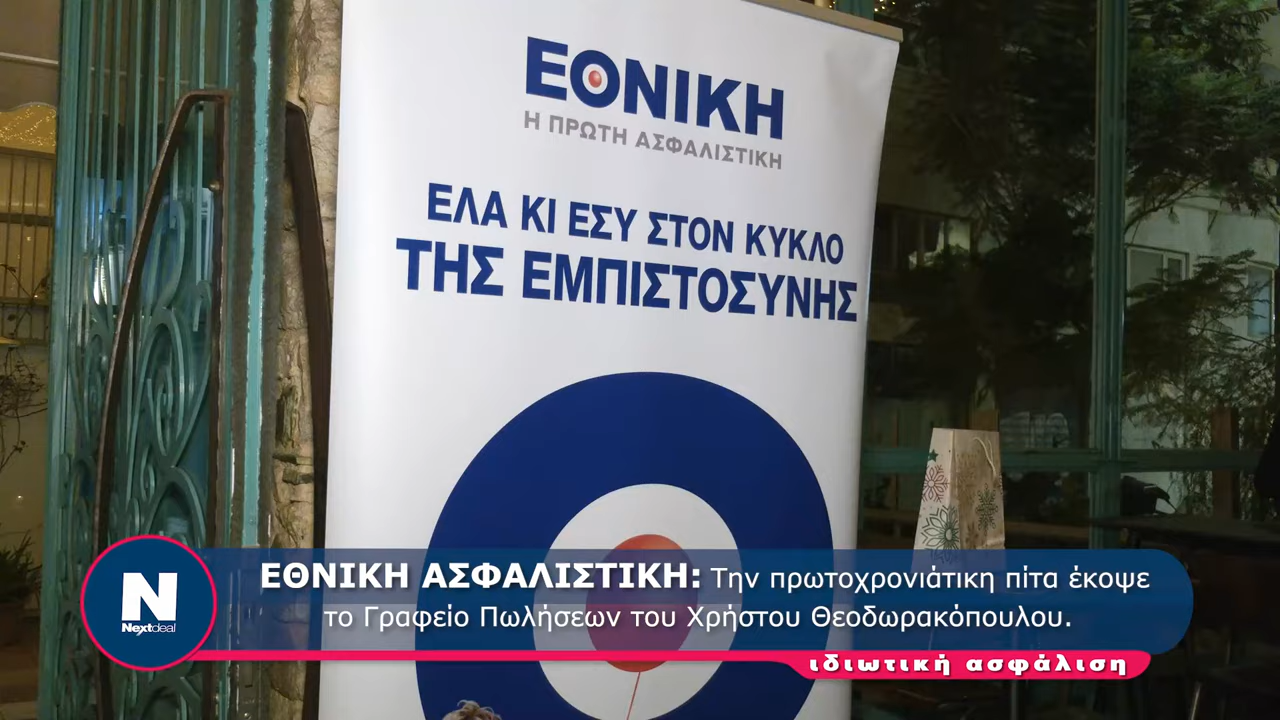 ΕΘΝΙΚΗ
Η ΠΡΩΤΗ ΑΣΦΑΛΙΣΤΙΚΗ
ΕΛΑ ΚΙ ΕΣΥ ΣΤΟΝ ΚΥΚΛΟ
ΤΗΣ ΕΜΠΙΣΤΟΣΥΝΗΣ
N
Nextdeal
ΕΘΝΙΚΗ ΑΣΦΑΛΙΣΤΙΚΗ: Την πρωτοχρονιάτικη πίτα έκοψε
το Γραφείο Πωλήσεων του Χρήστου Θεοδωρακόπουλου.
ιδιωτική ασφάλιση